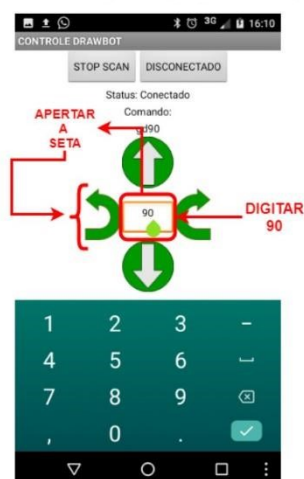 3G 16:10
CONTROLE DRAWBOT
STOP SCAN DISCONECTADO
Status: Conectado
Comando:
gd90
APERTAR
A
SETA
90
DIGITAR
90
1 2 3 -
4 5 6
7 8 9
, 0 .